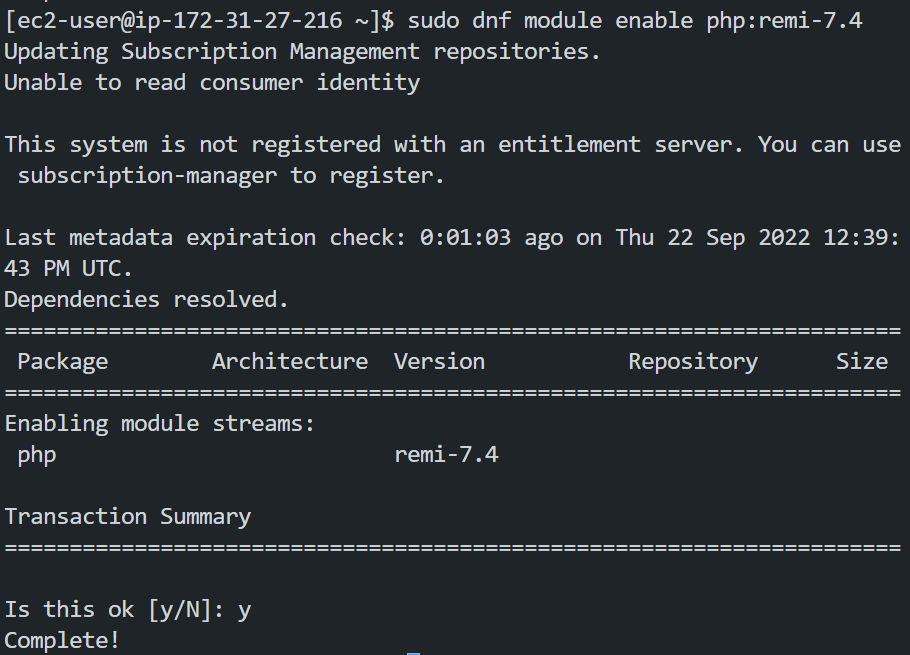 [ec2-user@ip-172-31-27-216 ~]$ sudo dnf module enable php:remi-7.4
Updating Subscription Management repositories.
Unable to read consumer identity
This system is not registered with an entitlement server. You can use
subscription-manager to register.
Last metadata expiration check: 0:01:03 ago on Thu 22 Sep 2022 12:39:
43 PM UTC.
Dependencies resolved.
=====================================================================
Package Architecture Version Repository Size
=====================================================================
Enabling module streams:
php remi-7.4
Transaction Summary
=====================================================================
Is this ok [y/N]: y
Complete!